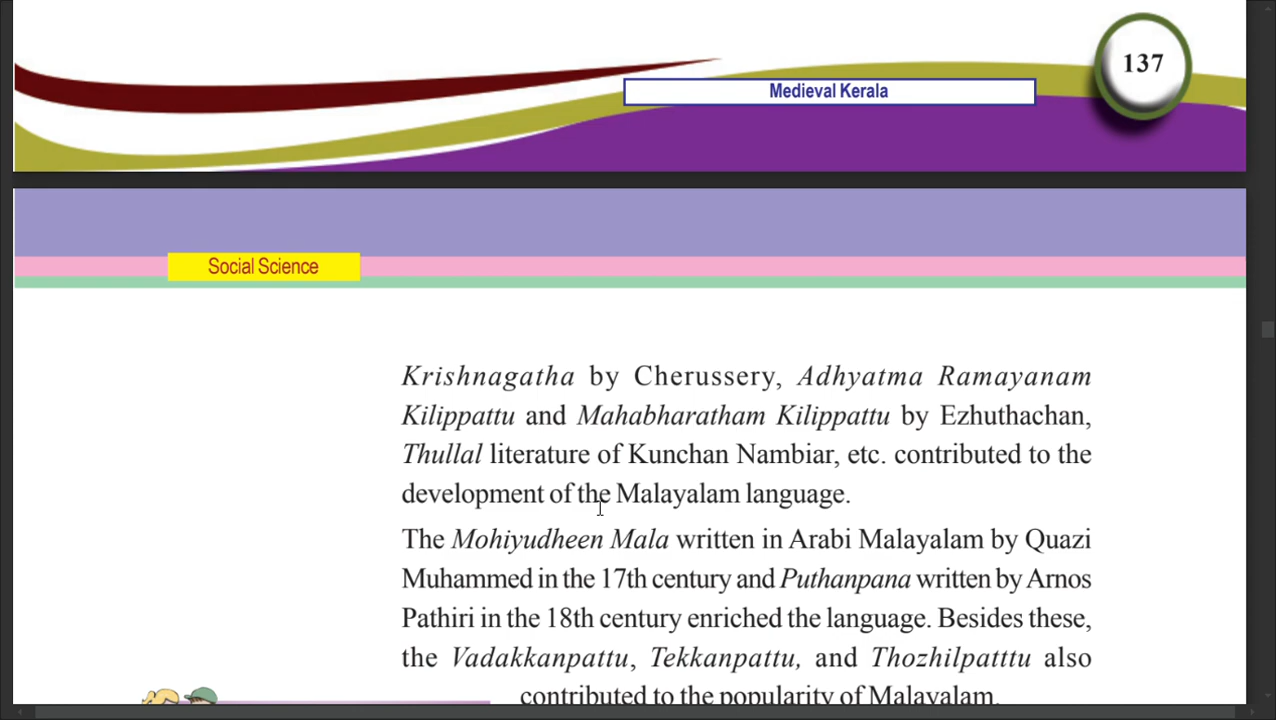 137
Medieval Kerala
Social Science
Krishnagatha by Cherussery, Adhyatma Ramayanam
Kilippattu and Mahabharatham Kilippattu by Ezhuthachan,
Thullal literature of Kunchan Nambiar, etc. contributed to the
development of the Malayalam language.
The Mohiyudheen Mala written in Arabi Malayalam by Quazi
Muhammed in the 17th century and Puthanpana written by Arnos
Pathiri in the 18th century enriched the language. Besides these,
the Vadakkanpattu, Tekkanpattu, and Thozhilpatttu also
contributed to the popularity of Malayalam.